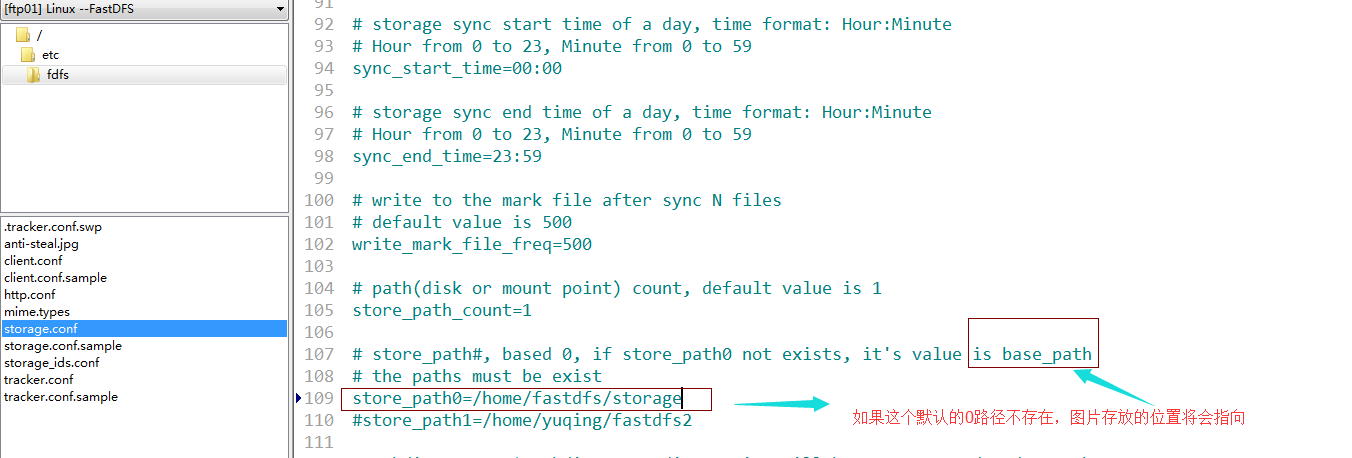 [ftp01] Linux --FastDFS
/
etc
fdfs
.tracker.conf.swp
anti-steal.jpg
client.conf
client.conf.sample
http.conf
mime.types
storage.conf
storage.conf.sample
storage_ids.conf
tracker.conf
tracker.conf.sample
91
92 # storage sync start time of a day, time format: Hour:Minute
93 # Hour from 0 to 23, Minute from 0 to 59
94 sync_start_time=00:00
95
96 # storage sync end time of a day, time format: Hour:Minute
97 # Hour from 0 to 23, Minute from 0 to 59
98 sync_end_time=23:59
99
100 # write to the mark file after sync N files
101 # default value is 500
102 write_mark_file_freq=500
103
104 # path(disk or mount point) count, default value is 1
105 store_path_count=1
106
107 # store_path#, based 0, if store_path0 not exists, it's value is base_path
108 # the paths must be exist
109 store_path0=/home/fastdfs/storage
110 #store_path1=/home/yuqing/fastdfs2
如果这个默认的0路径不存在，图片存放的位置将会指向
111